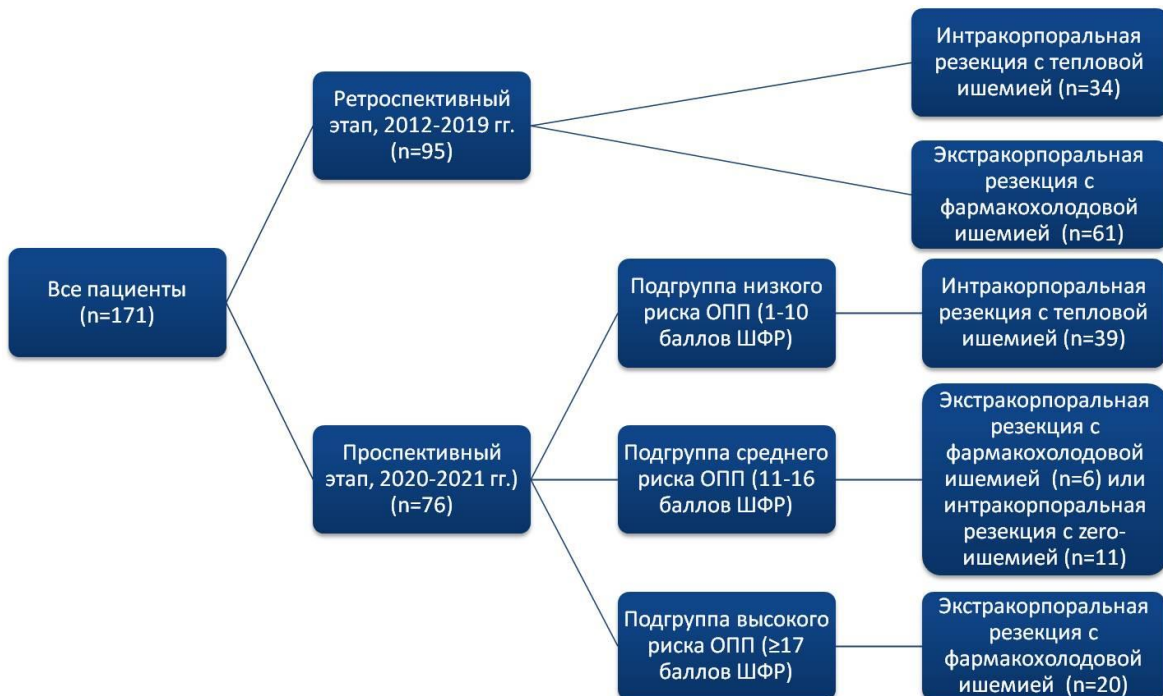 Все пациенты
(n=171)
Ретроспективный
этап, 2012-2019 гг.
(n=95)
Интракорпоральная
резекция с тепловой
ишемией (n=34)
Экстракорпоральная
резекция с
фармакохолодовой
ишемией (n=61)
Проспективный
этап, 2020-2021 гг.)
(n=76)
Подгруппа низкого
риска ОПП (1-10
баллов ШФР)
Интракорпоральная
резекция с тепловой
ишемией (n=39)
Подгруппа среднего
риска ОПП (11-16
баллов ШФР)
Экстракорпоральная
резекция с
фармакохолодовой
ишемией (n=6) или
интракорпоральная
резекция с zero-
ишемией (n=11)
Подгруппа высокого
риска ОПП (≥17
баллов ШФР)
Экстракорпоральная
резекция с
фармакохолодовой
ишемией (n=20)